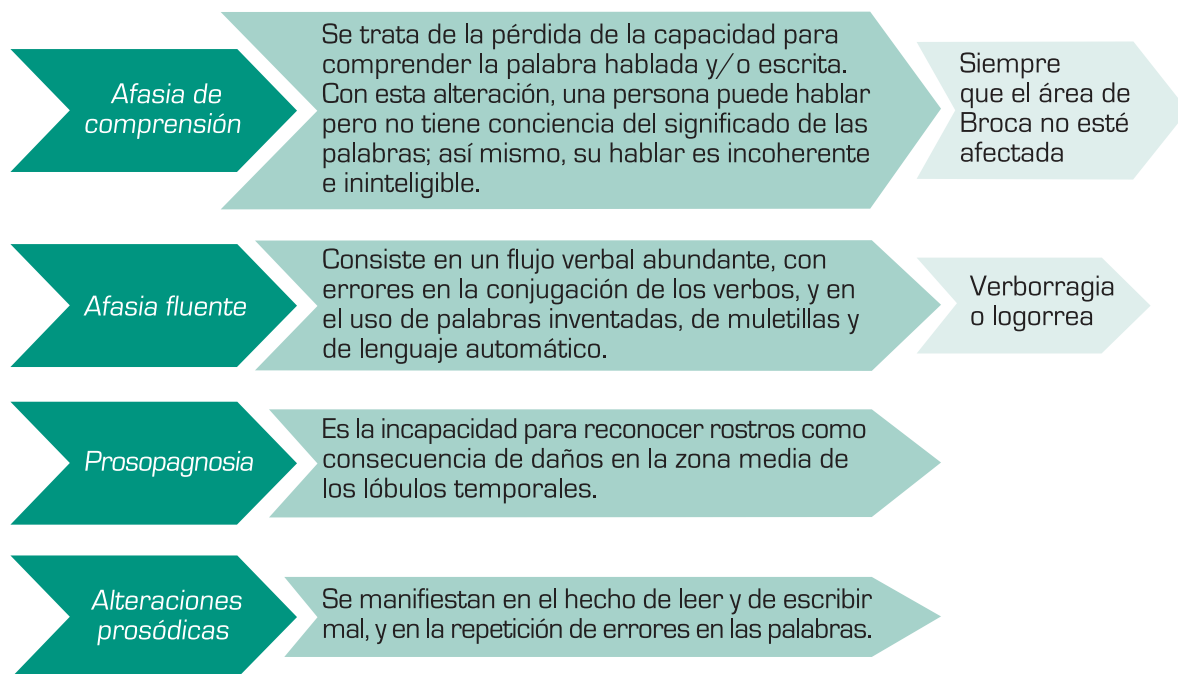 Afasia de
comprensión
Se trata de la pérdida de la capacidad para
comprender la palabra hablada y/o escrita.
Con esta alteración, una persona puede hablar
pero no tiene conciencia del significado de las
palabras; así mismo, su hablar es incoherente
e ininteligible.
Siempre
que el área de
Broca no esté
afectada
Afasia fluente
Consiste en un flujo verbal abundante, con
errores en la conjugación de los verbos, y en
el uso de palabras inventadas, de muletillas y
de lenguaje automático.
Verborragia
o logorrea
Prosopagnosia
Es la incapacidad para reconocer rostros como
consecuencia de daños en la zona media de
los lóbulos temporales.
Alteraciones
prosódicas
Se manifiestan en el hecho de leer y de escribir
mal, y en la repetición de errores en las palabras.